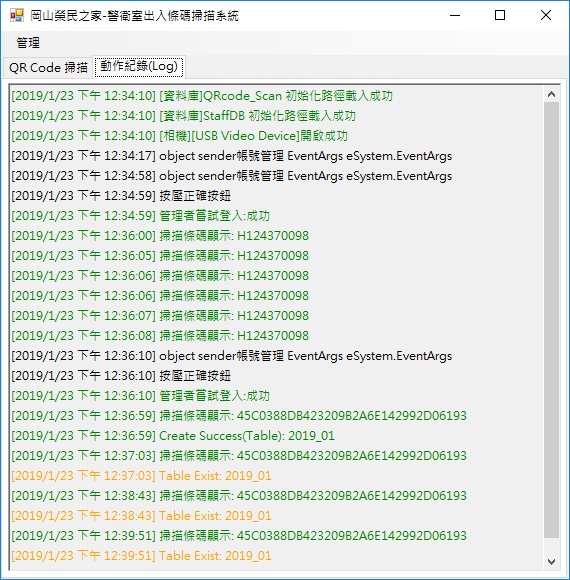 岡山榮民之家-警衛室出入條碼掃描系統
管理
QR Code 掃描 動作紀錄(Log)
[2019/1/23 下午 12:34:10] [資料庫]QRcode_Scan 初始化路徑載入成功
[2019/1/23 下午 12:34:10] [資料庫]StaffDB 初始化路徑載入成功
[2019/1/23 下午 12:34:10] [相機][USB Video Device]開啟成功
[2019/1/23 下午 12:34:17] object sender帳號管理 EventArgs eSystem.EventArgs
[2019/1/23 下午 12:34:58] object sender帳號管理 EventArgs eSystem.EventArgs
[2019/1/23 下午 12:34:59] 按壓正確按鈕
[2019/1/23 下午 12:34:59] 管理者嘗試登入:成功
[2019/1/23 下午 12:36:00] 掃描條碼顯示: H124370098
[2019/1/23 下午 12:36:05] 掃描條碼顯示: H124370098
[2019/1/23 下午 12:36:06] 掃描條碼顯示: H124370098
[2019/1/23 下午 12:36:06] 掃描條碼顯示: H124370098
[2019/1/23 下午 12:36:07] 掃描條碼顯示: H124370098
[2019/1/23 下午 12:36:08] 掃描條碼顯示: H124370098
[2019/1/23 下午 12:36:10] object sender帳號管理 EventArgs eSystem.EventArgs
[2019/1/23 下午 12:36:10] 按壓正確按鈕
[2019/1/23 下午 12:36:10] 管理者嘗試登入:成功
[2019/1/23 下午 12:36:59] 掃描條碼顯示: 45C0388DB423209B2A6E142992D06193
[2019/1/23 下午 12:36:59] Create Success(Table): 2019_01
[2019/1/23 下午 12:37:03] 掃描條碼顯示: 45C0388DB423209B2A6E142992D06193
[2019/1/23 下午 12:37:03] Table Exist: 2019_01
[2019/1/23 下午 12:38:43] 掃描條碼顯示: 45C0388DB423209B2A6E142992D06193
[2019/1/23 下午 12:38:43] Table Exist: 2019_01
[2019/1/23 下午 12:39:51] 掃描條碼顯示: 45C0388DB423209B2A6E142992D06193
[2019/1/23 下午 12:39:51] Table Exist: 2019_01